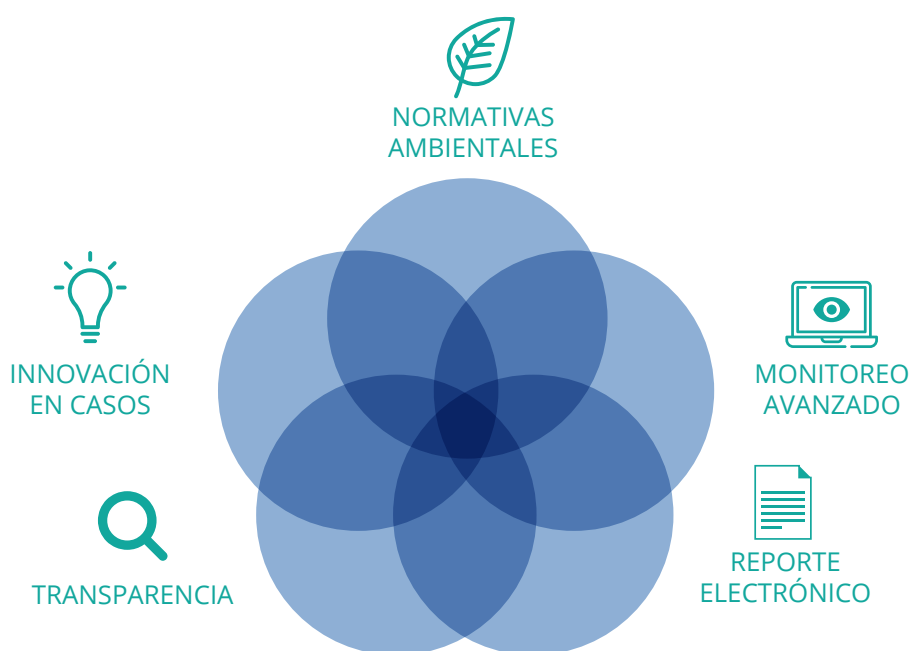 NORMATIVAS
AMBIENTALES
INNOVACIÓN
EN CASOS
MONITOREO
AVANZADO
TRANSPARENCIA
REPORTE
ELECTRÓNICO